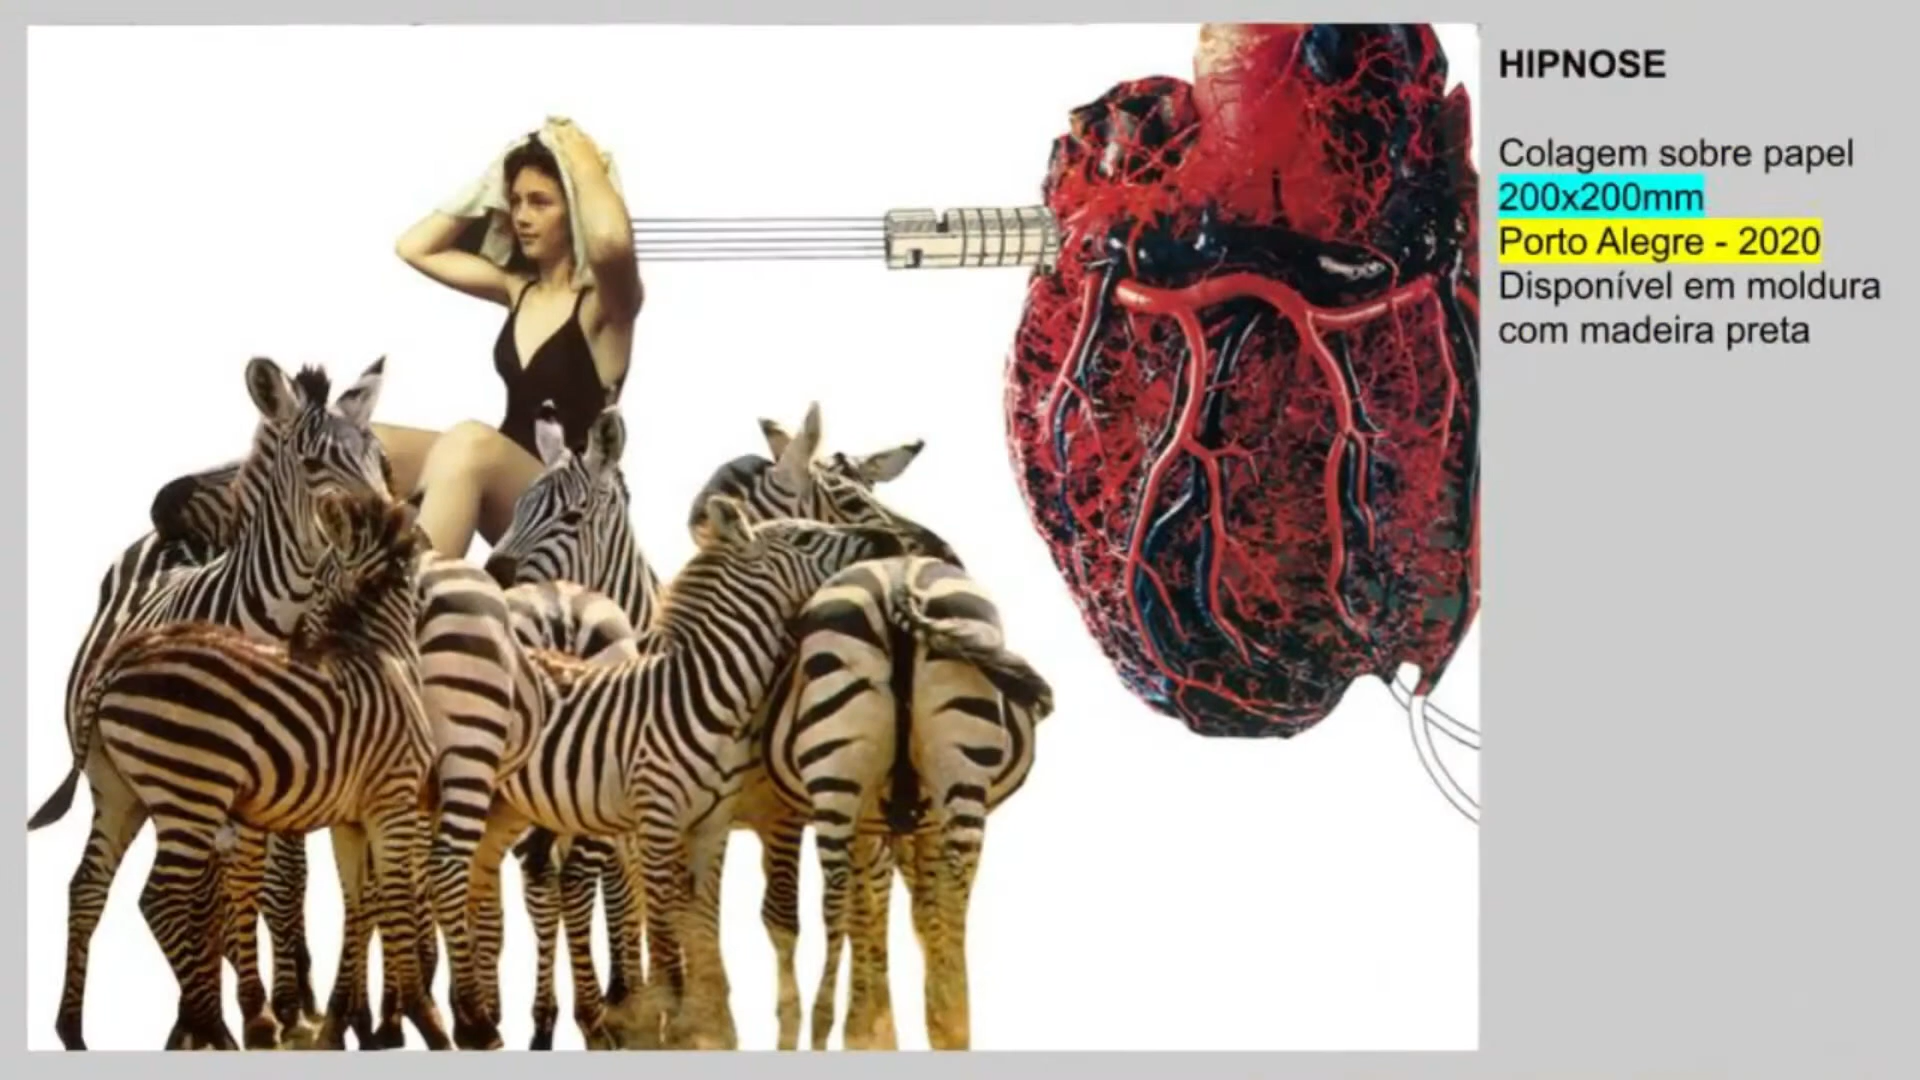 HIPNOSE
Colagem sobre papel
200x200mm
Porto Alegre - 2020
Disponível em moldura
com madeira preta